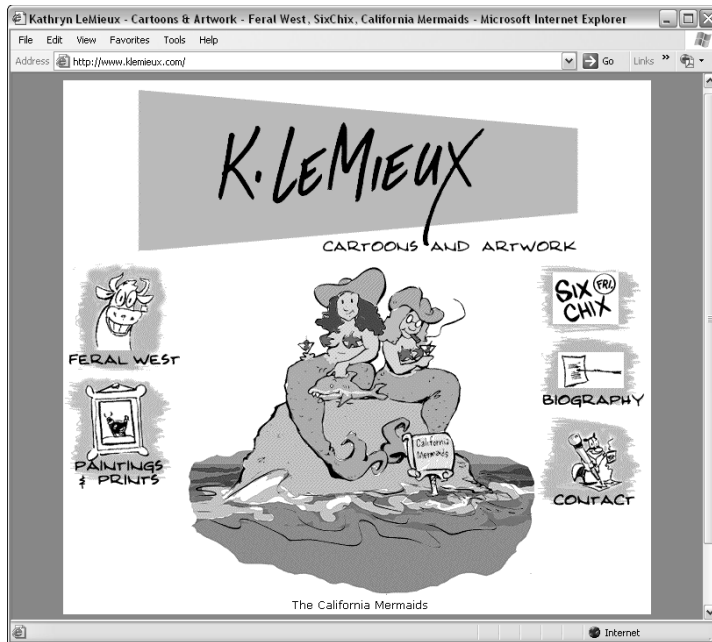 Kathryn LeMieux - Cartoons & Artwork - Feral West, SixChix, California Mermaids - Microsoft Internet Explorer
File Edit View Favorites Tools Help
Address http://www.klemieux.com/ Go Links »
K. LEMIEUX
CARTOONS AND ARTWORK
FERAL WEST
PAINTINGS
& PRINTS
California
Mermaids
SIX FRI.
CHIX
BIOGRAPHY
CONTACT
The California Mermaids
Internet